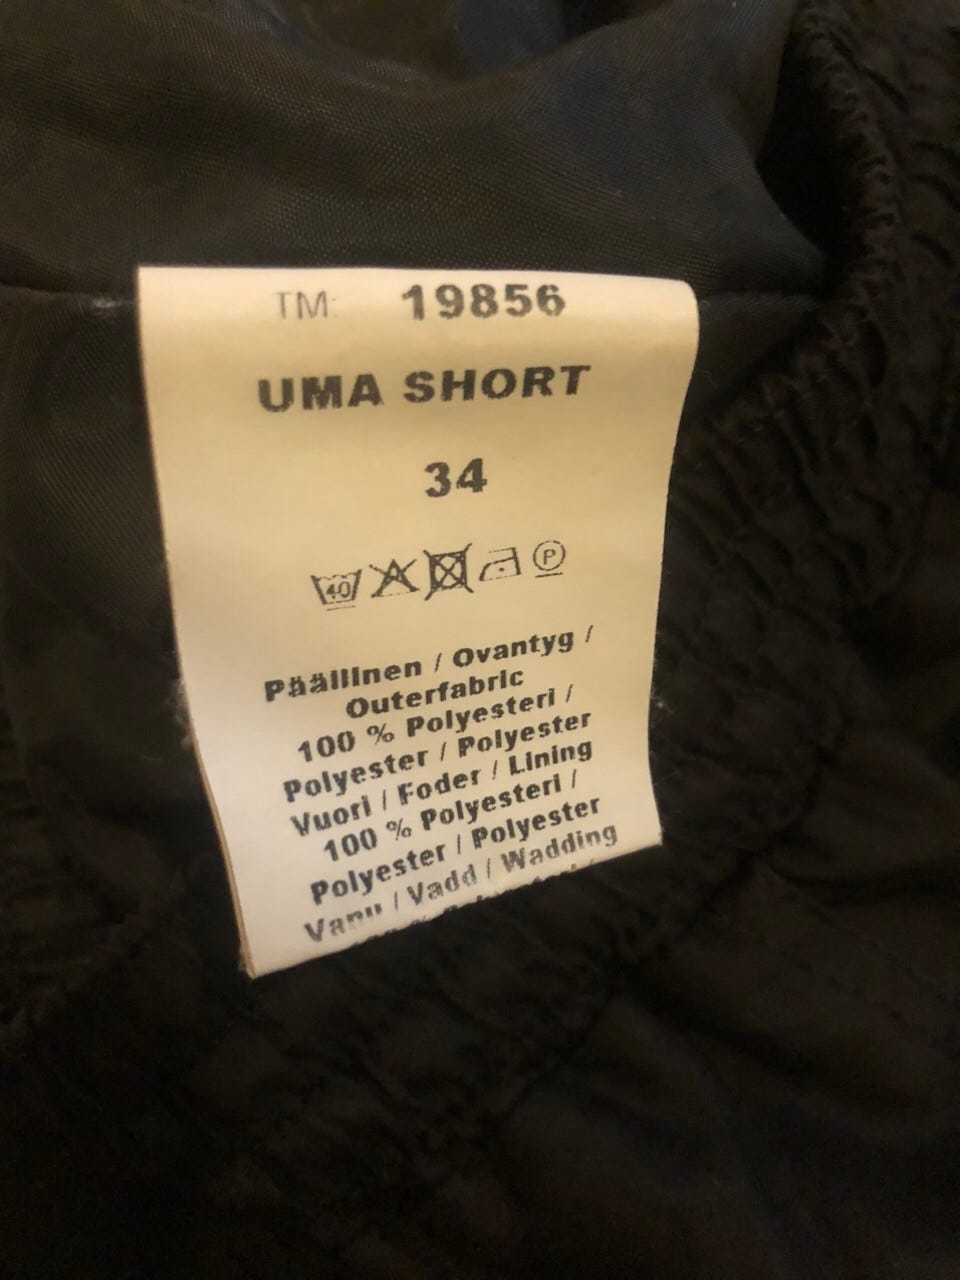 TM: 19856
UMA SHORT
34
40 P
Päällinen / Ovantyg /
Outerfabric
100 % Polyesteri /
Polyester / Polyester
Vuori / Foder / Lining
100 % Polyesteri /
Polyester / Polyester
Vanu / Vadd / Wadding